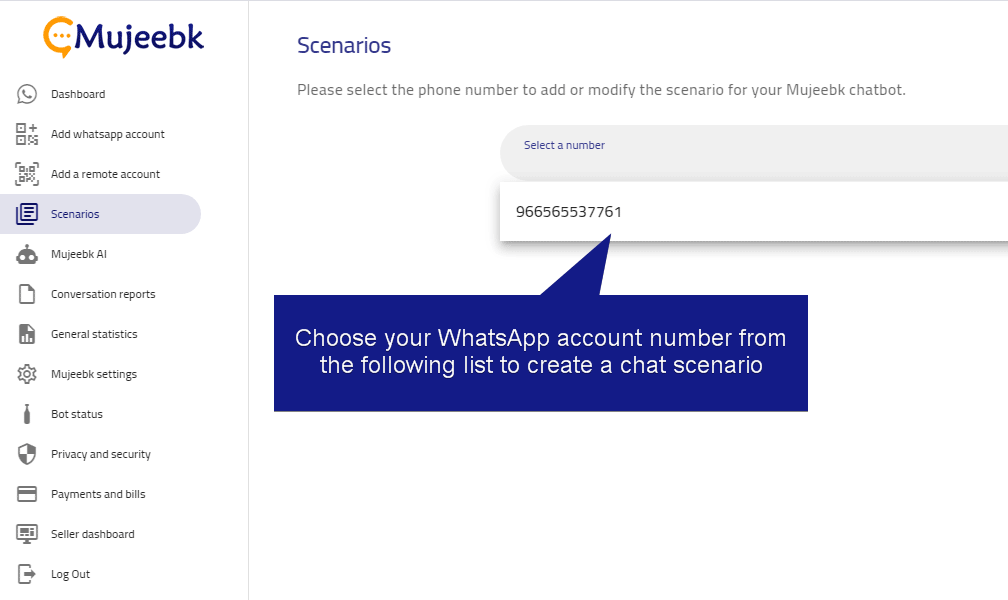 Mujeebk
Dashboard
Add whatsapp account
Add a remote account
Scenarios
Mujeebk AI
Conversation reports
General statistics
Mujeebk settings
Bot status
Privacy and security
Payments and bills
Seller dashboard
Log Out
Scenarios
Please select the phone number to add or modify the scenario for your Mujeebk chatbot.
Select a number
966565537761
Choose your WhatsApp account number from
the following list to create a chat scenario